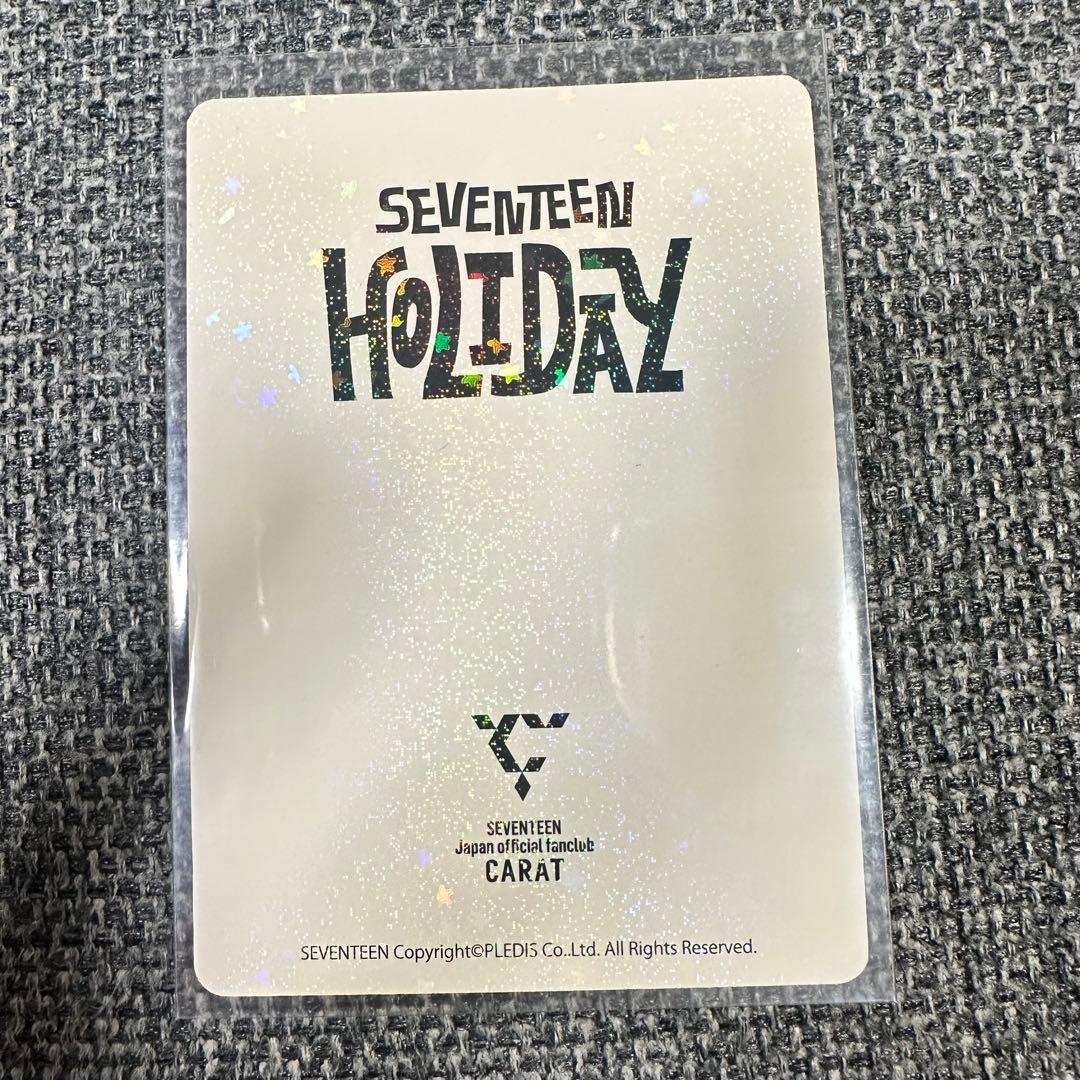 SEVENTEEN
HOLiDAY
SEVENTEEN
Japan official fanclub
CARAT
SEVENTEEN Copyright©PLEDIS Co..Ltd. All Rights Reserved.